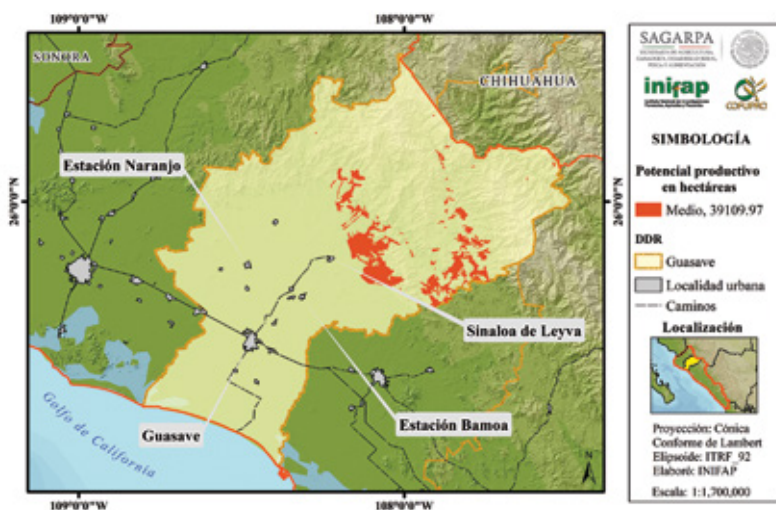 109°0'0"W
108°0'0"W
SONORA
CHIHUAHUA
Estación Naranjo
26°0'0"N
26°0'0"N
Sinaloa de Leyva
Estación Bamoa
Guasave
Golfo de California
109°0'0"W
108°0'0"W
N
SAGARPA
inifap
COFUPRO
SIMBOLOGÍA
Potencial productivo
en hectáreas
Medio, 39109.97
DDR
Guasave
Localidad urbana
Caminos
Localización
Proyección: Cónica
Conforme de Lambert
Elipsoide: ITRF_92
Elaboró: INIFAP
Escala: 1:1,700,000